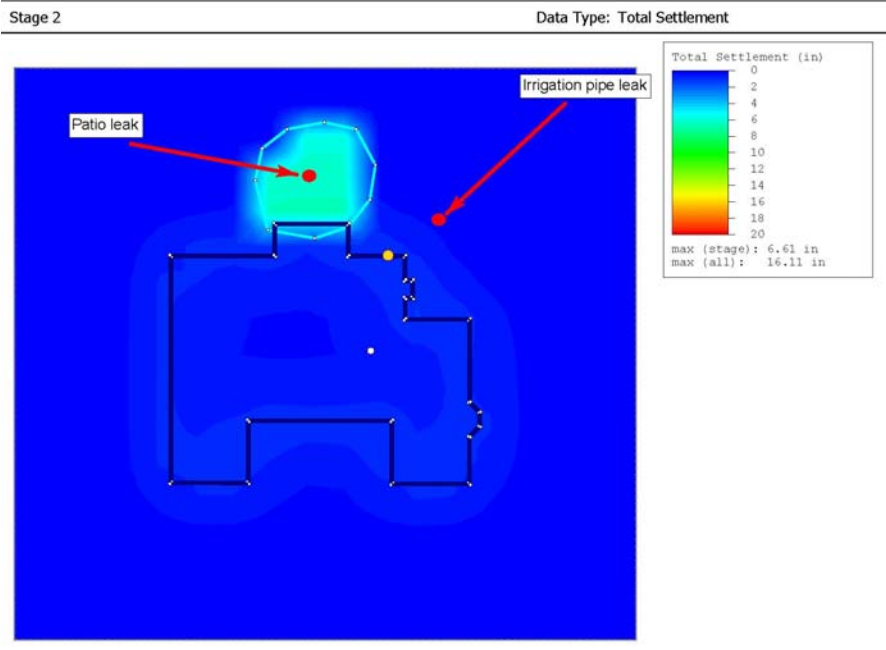 Stage 2
Data Type: Total Settlement
Total Settlement (in)
0
2
4
6
8
10
12
14
16
18
20
max (stage): 6.61 in
max (all): 16.11 in
Irrigation pipe leak
Patio leak